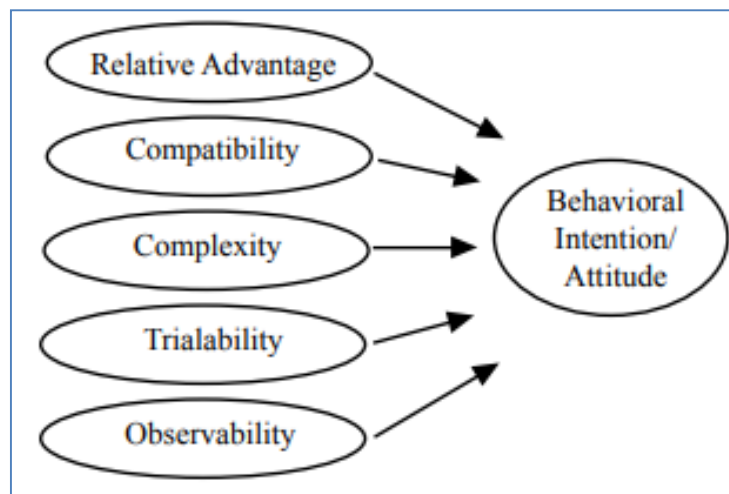 Relative Advantage
Compatibility
Complexity
Trialability
Observability
Behavioral
Intention/
Attitude